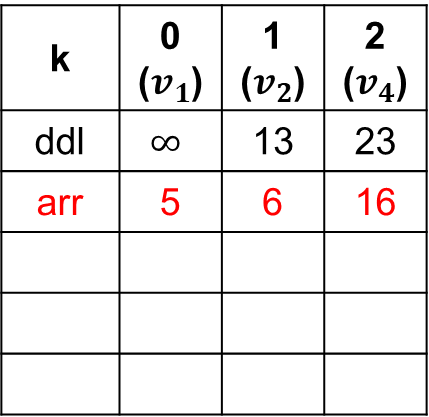 k 0 1 2
(v₁) (v₂) (v₄)
ddl ∞ 13 23
arr 5 6 16